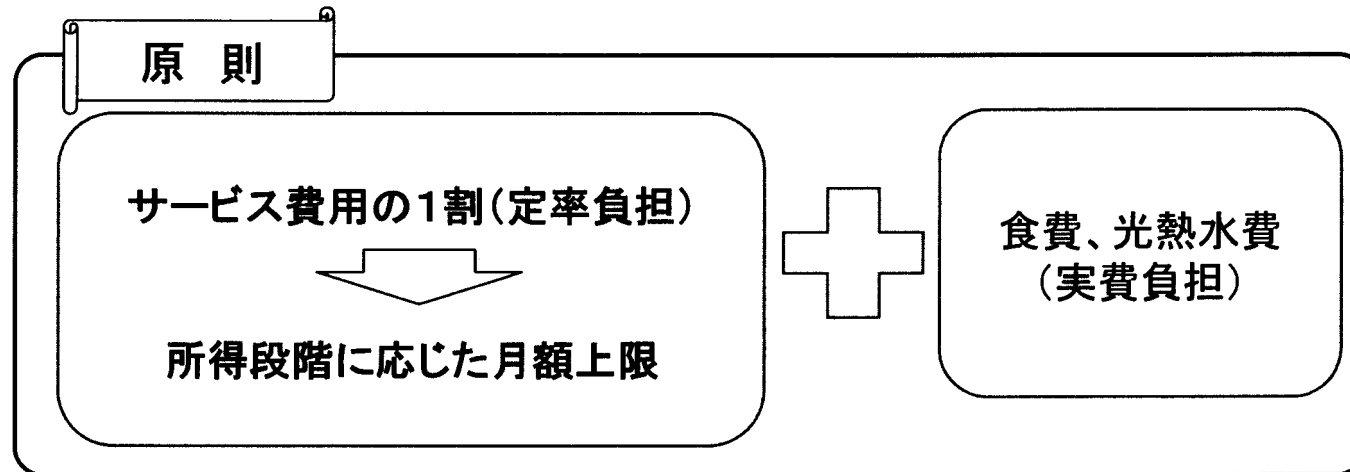 原 則
サービス費用の１割(定率負担)
所得段階に応じた月額上限
食費、光熱水費
(実費負担)